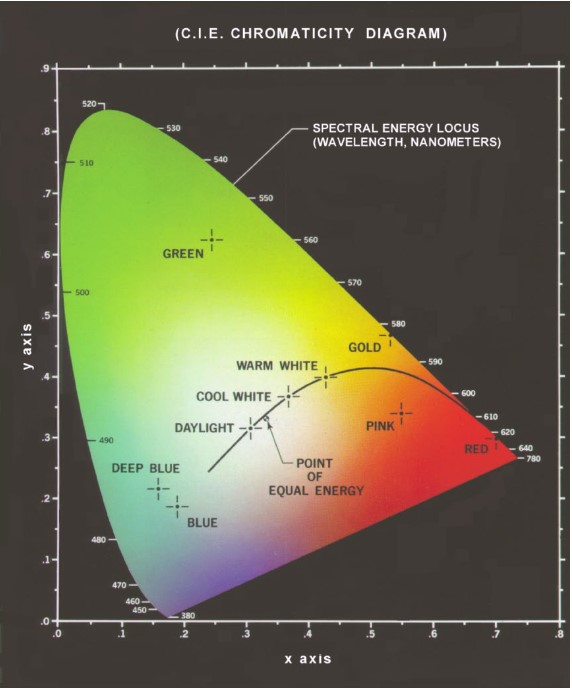 (C.I.E. CHROMATICITY DIAGRAM)
.9
.8
.7
.6
.5
.4
.3
.2
.1
.0
y axis
520
530
540
550
560
570
580
590
600
610
620
640
780
510
500
490
480
470
460
450
380
SPECTRAL ENERGY LOCUS
(WAVELENGTH, NANOMETERS)
GREEN
GOLD
WARM WHITE
COOL WHITE
DAYLIGHT
PINK
RED
POINT
OF
EQUAL ENERGY
DEEP BLUE
BLUE
.0
.1
.2
.3
.4
.5
.6
.7
.8
x axis